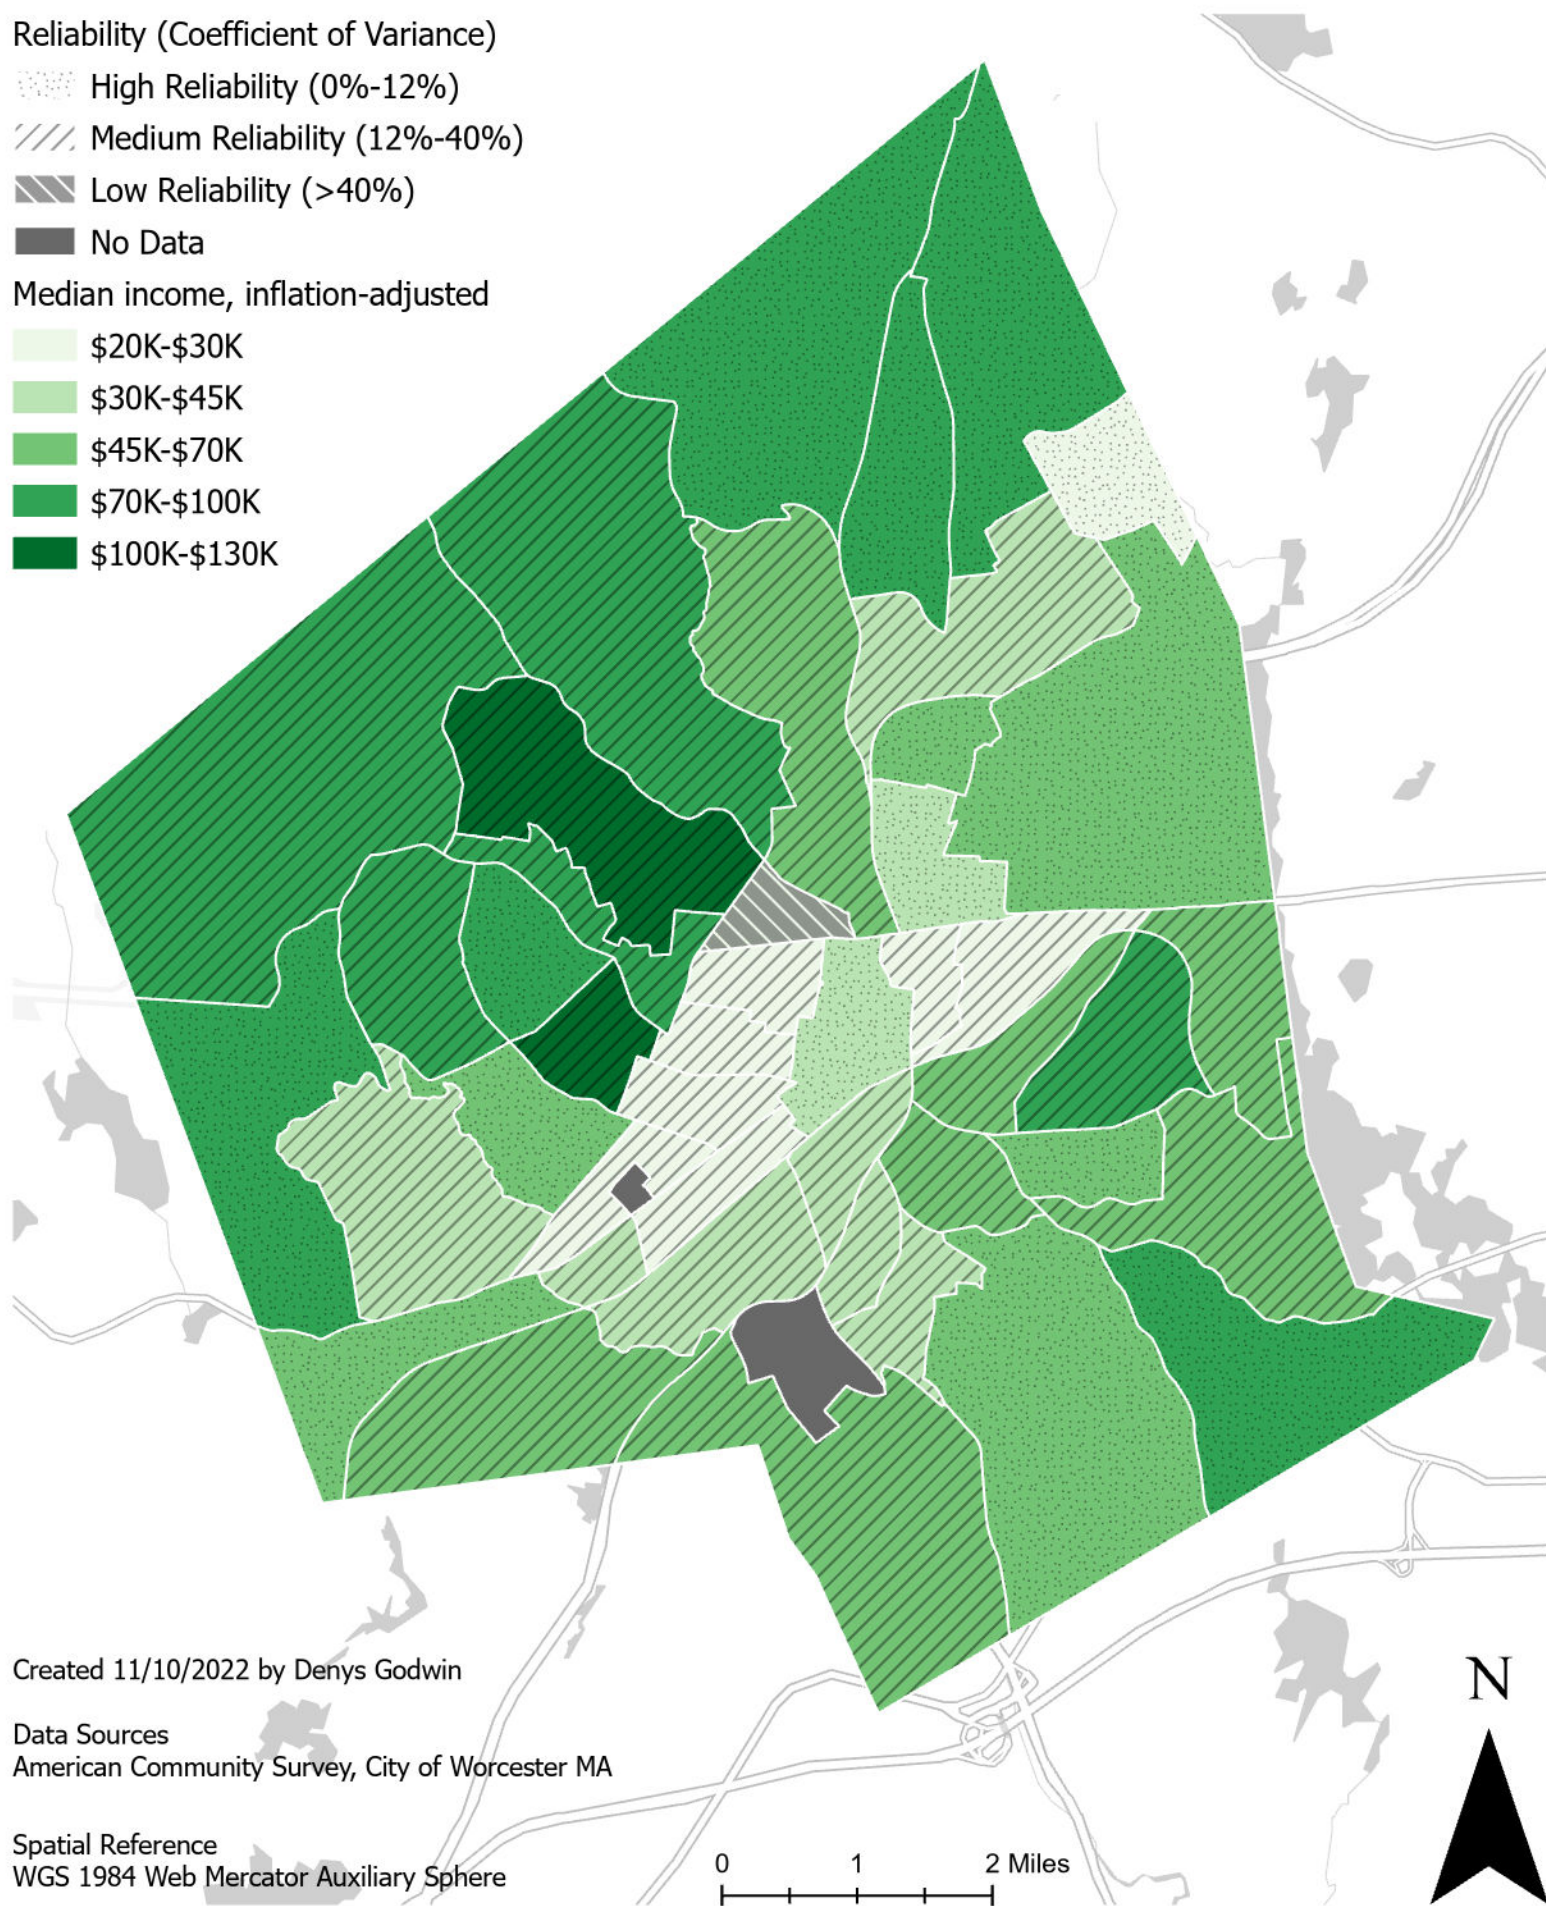 Reliability (Coefficient of Variance)
High Reliability (0%-12%)
Medium Reliability (12%-40%)
Low Reliability (>40%)
No Data
Median income, inflation-adjusted
$20K-$30K
$30K-$45K
$45K-$70K
$70K-$100K
$100K-$130K
Created 11/10/2022 by Denys Godwin
Data Sources
American Community Survey, City of Worcester MA
Spatial Reference
WGS 1984 Web Mercator Auxiliary Sphere
0 1 2 Miles
N